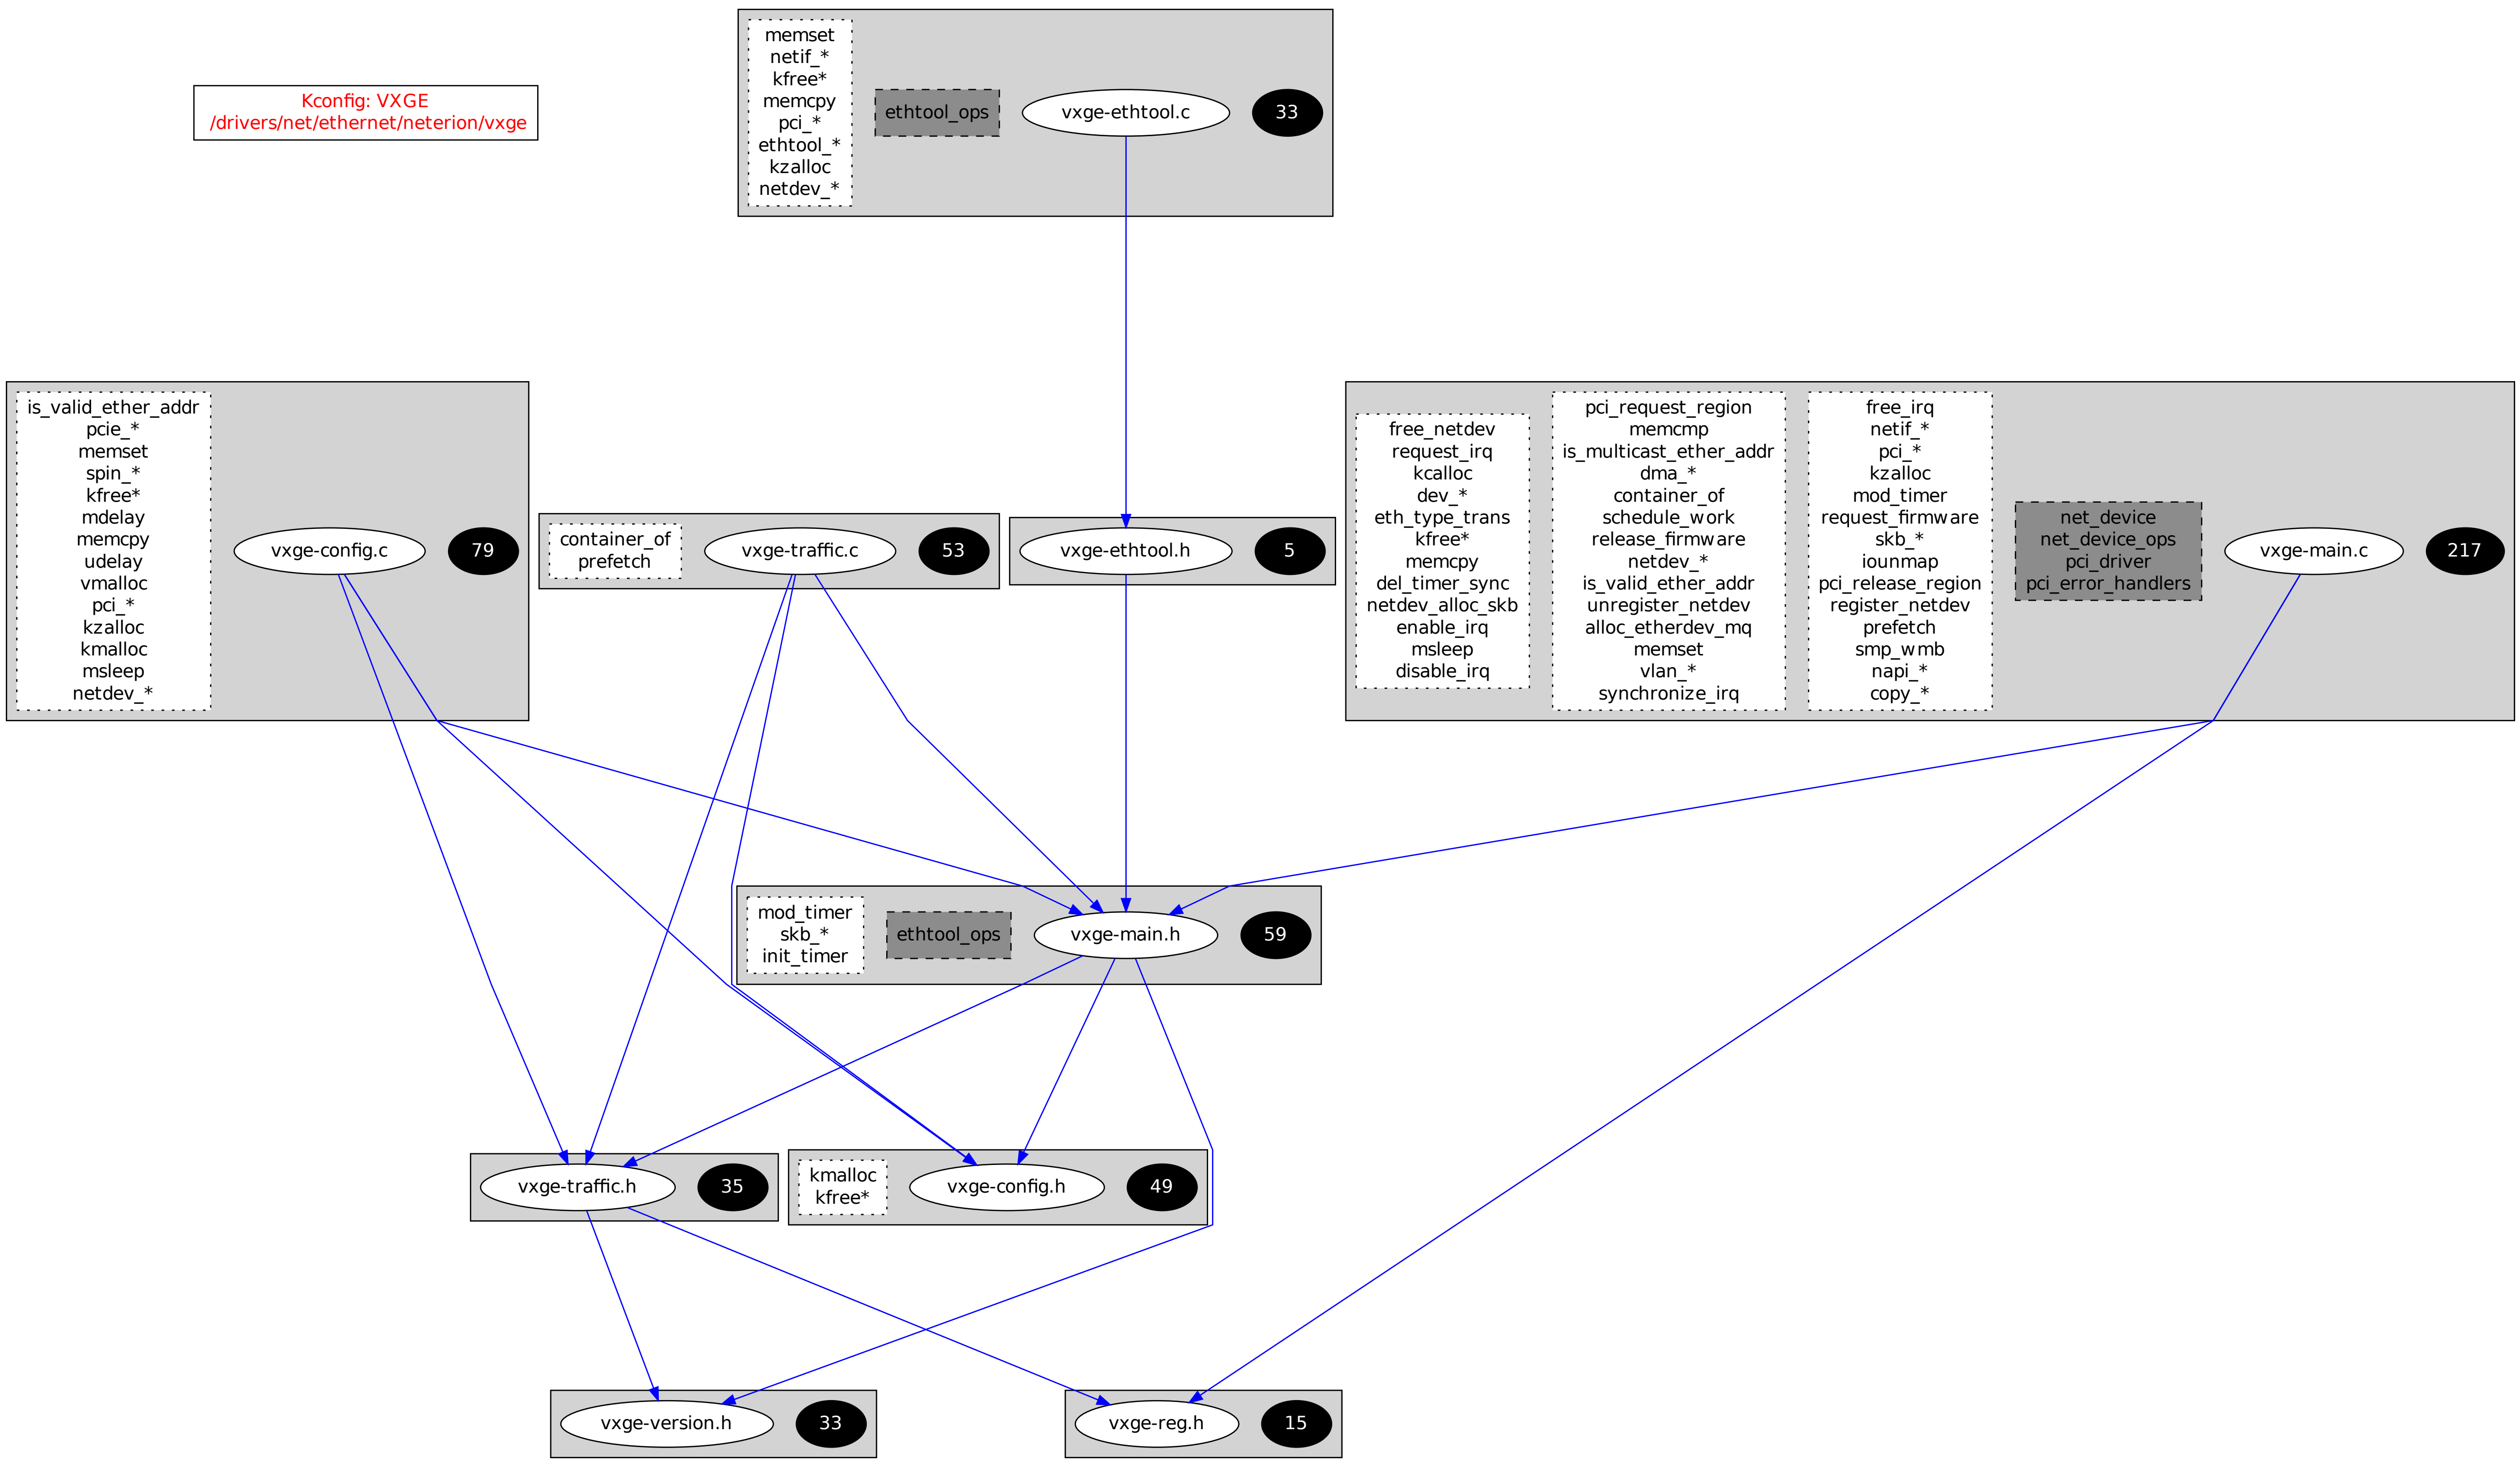 Kconfig: VXGE
/drivers/net/ethernet/neterion/vxge
memset
netif_*
kfree*
memcpy
pci_*
ethtool_*
kzalloc
netdev_*
ethtool_ops
vxge-ethtool.c
33
is_valid_ether_addr
pcie_*
memset
spin_*
kfree*
mdelay
memcpy
udelay
vmalloc
pci_*
kzalloc
kmalloc
msleep
netdev_*
vxge-config.c
79
container_of
prefetch
vxge-traffic.c
53
vxge-ethtool.h
5
free_netdev
request_irq
kcalloc
dev_*
eth_type_trans
kfree*
memcpy
del_timer_sync
netdev_alloc_skb
enable_irq
msleep
disable_irq
pci_request_region
memcmp
is_multicast_ether_addr
dma_*
container_of
schedule_work
release_firmware
netdev_*
is_valid_ether_addr
unregister_netdev
alloc_etherdev_mq
memset
vlan_*
synchronize_irq
free_irq
netif_*
pci_*
kzalloc
mod_timer
request_firmware
skb_*
iounmap
pci_release_region
register_netdev
prefetch
smp_wmb
napi_*
copy_*
net_device
net_device_ops
pci_driver
pci_error_handlers
vxge-main.c
217
mod_timer
skb_*
init_timer
ethtool_ops
vxge-main.h
59
vxge-traffic.h
35
kmalloc
kfree*
vxge-config.h
49
vxge-version.h
33
vxge-reg.h
15